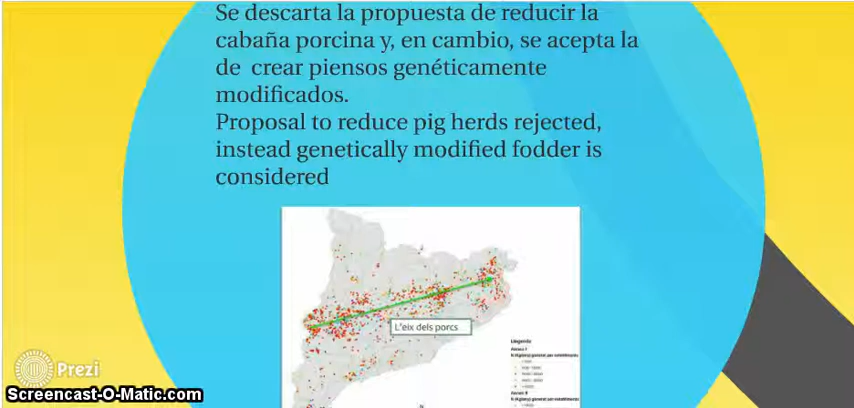 Se descarta la propuesta de reducir la
cabaña porcina y, en cambio, se acepta la
de crear piensos genéticamente
modificados.
Proposal to reduce pig herds rejected,
instead genetically modified fodder is
considered
L'eix dels porcs
Prezi
Screencast-O-Matic.com